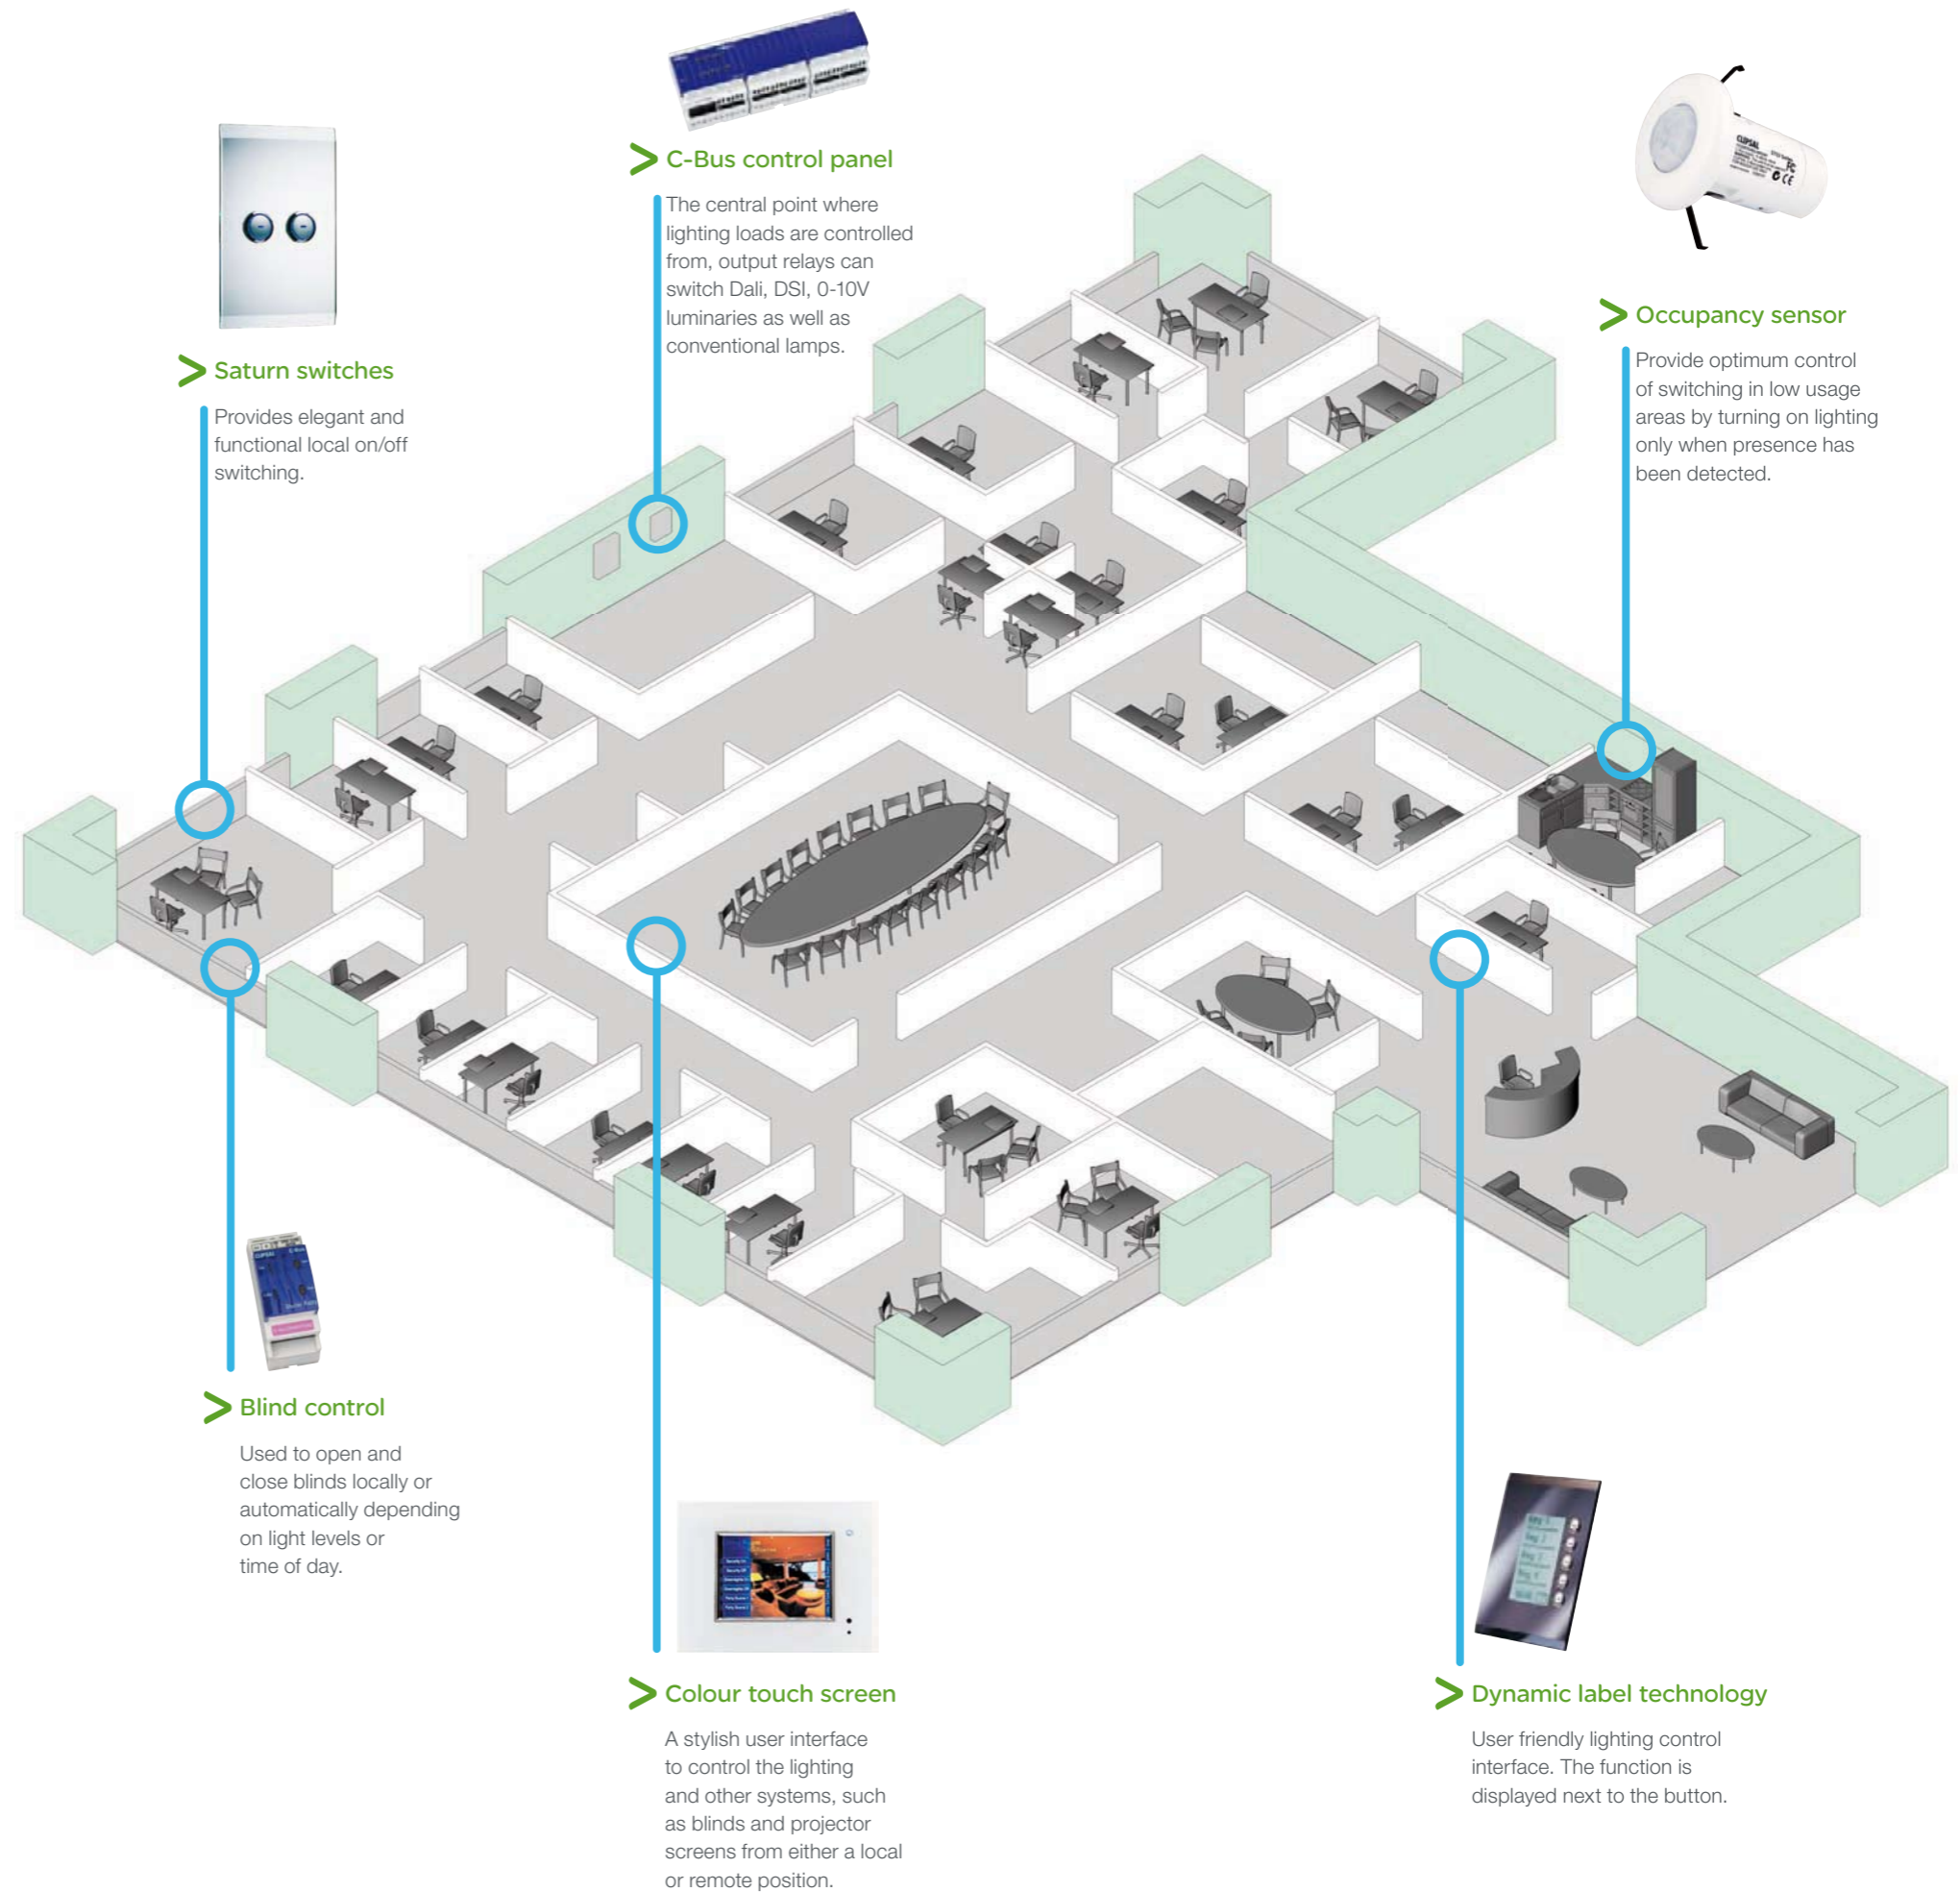 C-Bus control panel
The central point where
lighting loads are controlled
from, output relays can
switch Dali, DSI, 0-10V
luminaries as well as
conventional lamps.
CLIPSAL
Occupancy sensor
Provide optimum control
of switching in low usage
areas by turning on lighting
only when presence has
been detected.
Saturn switches
Provides elegant and
functional local on/off
switching.
CLIPSAL
Blind control
Used to open and
close blinds locally or
automatically depending
on light levels or
time of day.
Colour touch screen
A stylish user interface
to control the lighting
and other systems, such
as blinds and projector
screens from either a local
or remote position.
Dynamic label technology
User friendly lighting control
interface. The function is
displayed next to the button.